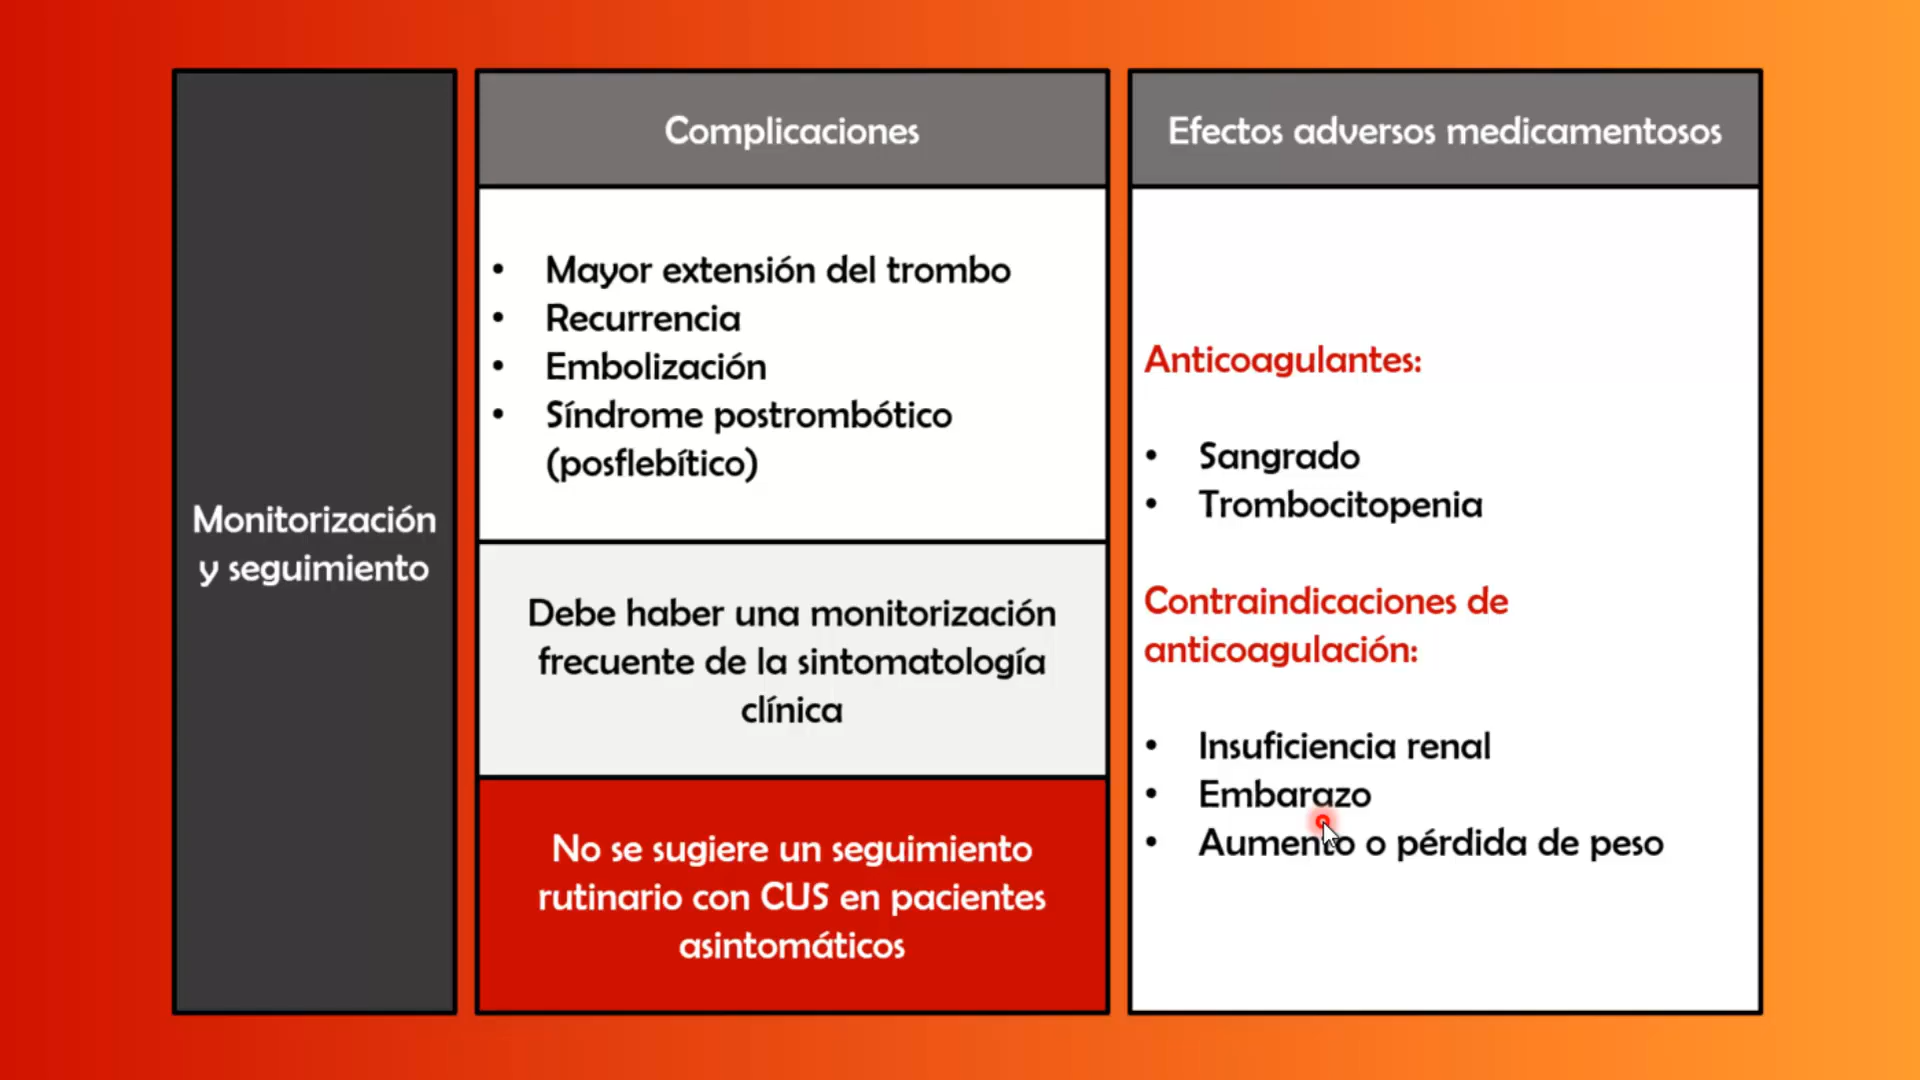 Monitorización
y seguimiento
Complicaciones
• Mayor extensión del trombo
• Recurrencia
• Embolización
• Síndrome postrombótico
(posflebítico)
Debe haber una monitorización
frecuente de la sintomatología
clínica
No se sugiere un seguimiento
rutinario con CUS en pacientes
asintomáticos
Efectos adversos medicamentosos
Anticoagulantes:
• Sangrado
• Trombocitopenia
Contraindicaciones de
anticoagulación:
• Insuficiencia renal
• Embarazo
• Aumento o pérdida de peso